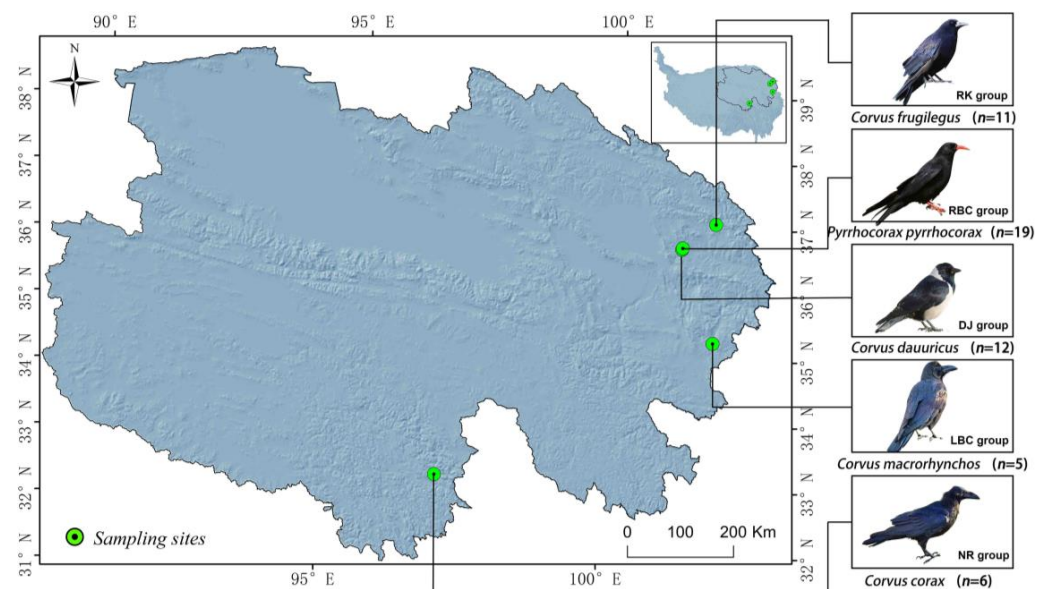 90° E
95° E
100° E
N
38° N
37° N
36° N
35° N
34° N
33° N
32° N
31° N
39° N
38° N
37° N
36° N
35° N
34° N
33° N
32° N
95° E
100° E
Sampling sites
0 100 200 Km
RK group
Corvus frugilegus (n=11)
RBC group
Pyrrhocorax pyrrhocorax (n=19)
DJ group
Corvus dauuricus (n=12)
LBC group
Corvus macrorhynchos (n=5)
NR group
Corvus corax (n=6)